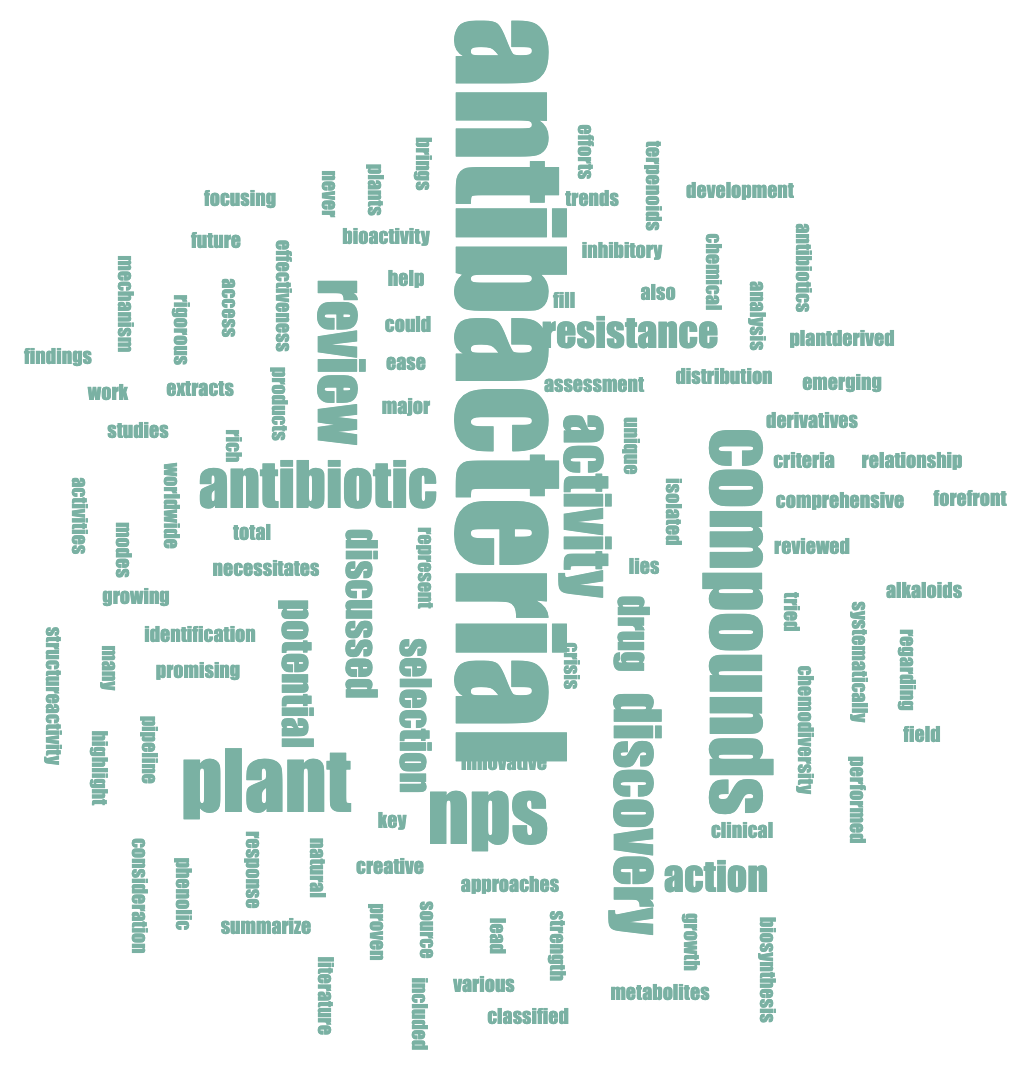 antibacterial
efforts
brings
terpenoids
plants
never
focusing
trends
development
bioactivity
future
effectiveness
inhibitory
chemical
antibiotics
mechanism
help
access
rigorous
review
also
analysis
fill
could
resistance
plantderived
findings
ease
work
extracts
products
major
assessment
distribution
emerging
studies
rich
activity
unique
derivatives
compounds
criteria
relationship
antibiotic
worldwide
activities
isolated
comprehensive
forefront
modes
total
discussed
represent
reviewed
necessitates
lies
growing
potential
drug discovery
tried
alkaloids
systematically
structureactivity
identification
many
selection
crisis
regarding
promising
chemodiversity
pipeline
highlight
field
plant
innovative
performed
nps
key
clinical
consideration
response
natural
phenolic
creative
approaches
action
summarize
proven
source
lead
strength
growth
biosynthesis
literature
included
various
metabolites
classified